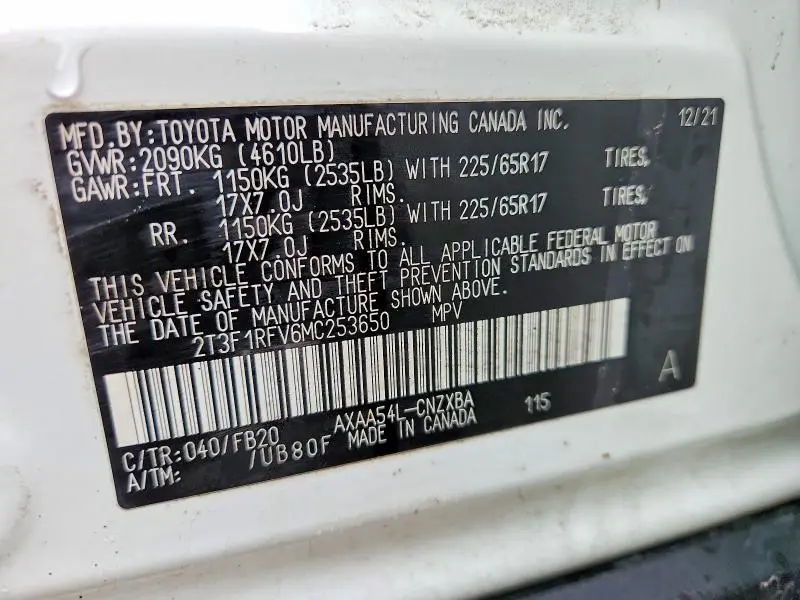 MFD.BY:TOYOTA MOTOR MANUFACTURING CANADA INC. 12/21
GVWR:2090KG (4610LB)
GAWR:FRT. 1150KG (2535LB) WITH 225/65R17 TIRES,
17X7.0J RIMS.
RR. 1150KG (2535LB) WITH 225/65R17 TIRES,
17X7.0J RIMS.
THIS VEHICLE CONFORMS TO ALL APPLICABLE FEDERAL MOTOR
VEHICLE SAFETY AND THEFT PREVENTION STANDARDS IN EFFECT ON
THE DATE OF MANUFACTURE SHOWN ABOVE.
2T3F1RFV6MC253650 MPV
A
C/TR:040/FB20 AXAA54L-CNZXBA 115
A/TM: /UB80F MADE IN CANADA